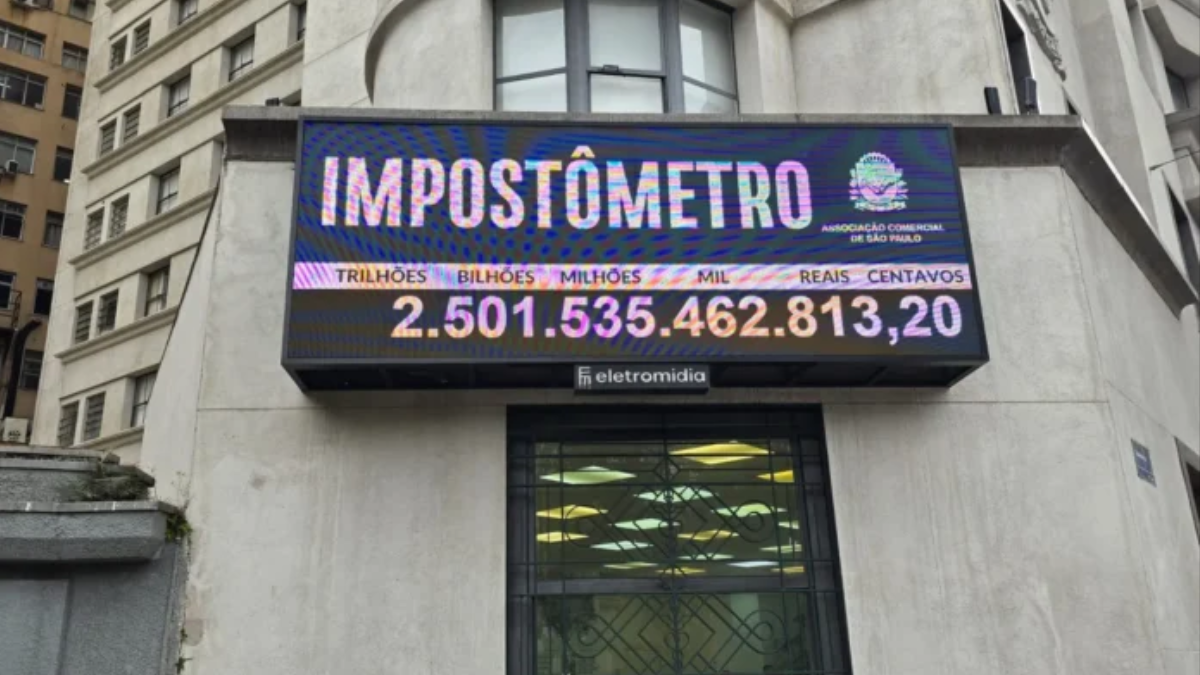 IMPOSTÔMETRO
ASSOCIAÇÃO COMERCIAL
DE SÃO PAULO
TRILHÕES BILHÕES MILHÕES MIL REAIS CENTAVOS
2.501.535.462.813,20
eletromidia